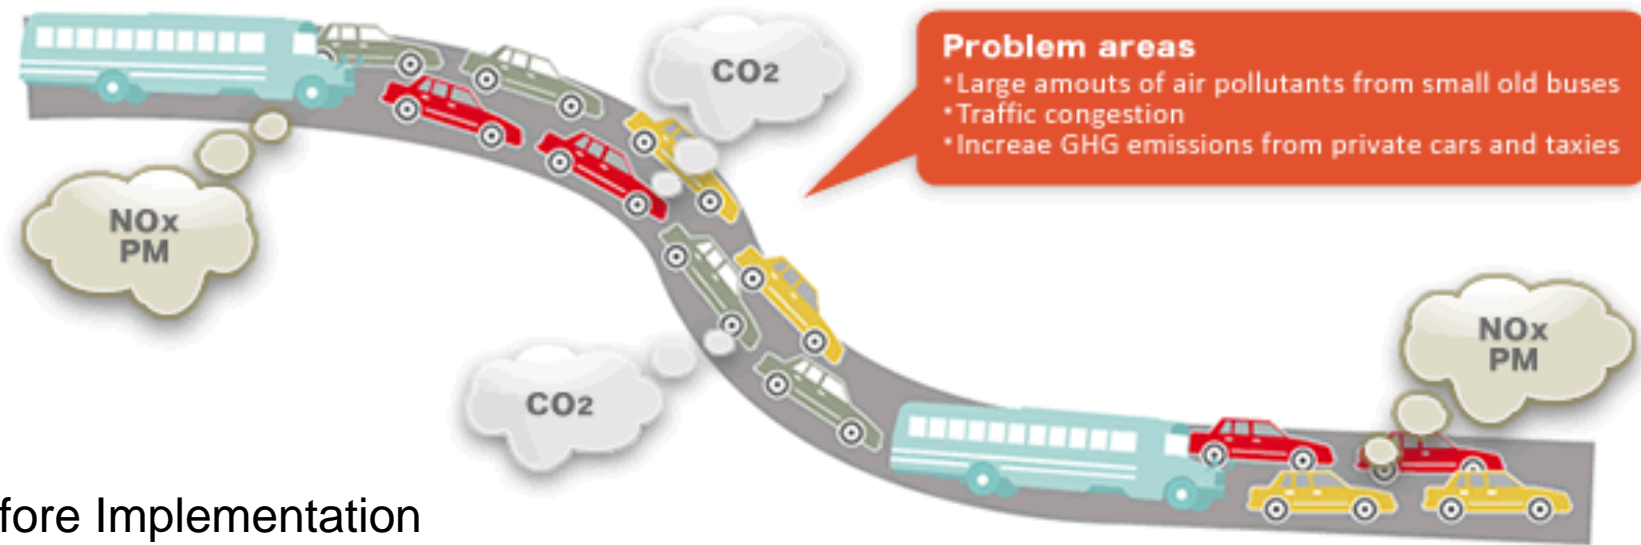 CO2
Problem areas
•Large amouts of air pollutants from small old buses
•Traffic congestion
•Increae GHG emissions from private cars and taxies
NOx
PM
NOx
PM
CO2
fore Implementation